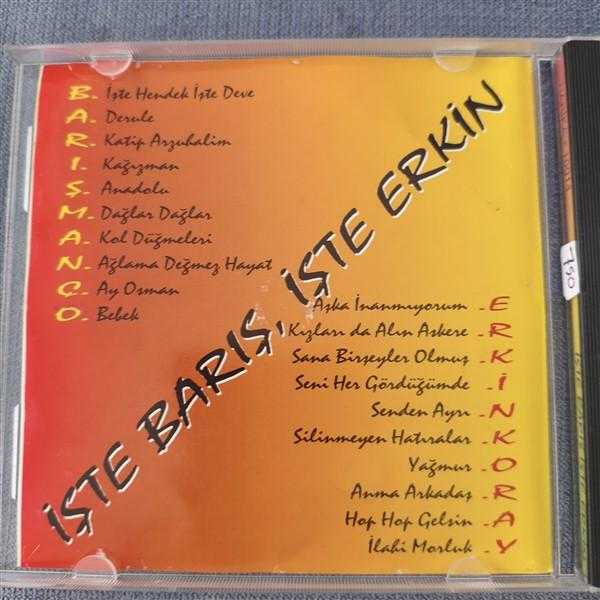 B. İşte Hendek İşte Deve
A. Derule
R. Katip Arzuhalim
I. Kağızman
Ş. Anadolu
M. Dağlar Dağlar
A. Kol Düğmeleri
N. Ağlama Değmez Hayat
Ç. Ay Osman
O. Bebek
İŞTE BARIŞ, İŞTE ERKİN
Aşka İnanmıyorum - E
Kızları da Alın Askere - R
Sana Birşeyler Olmuş - K
Seni Her Gördüğümde - İ
Senden Ayrı - N
Silinmeyen Hatıralar - K
Yağmur - O
Anma Arkadaş - R
Hop Hop Gelsin - A
İlahi Morluk - Y
750